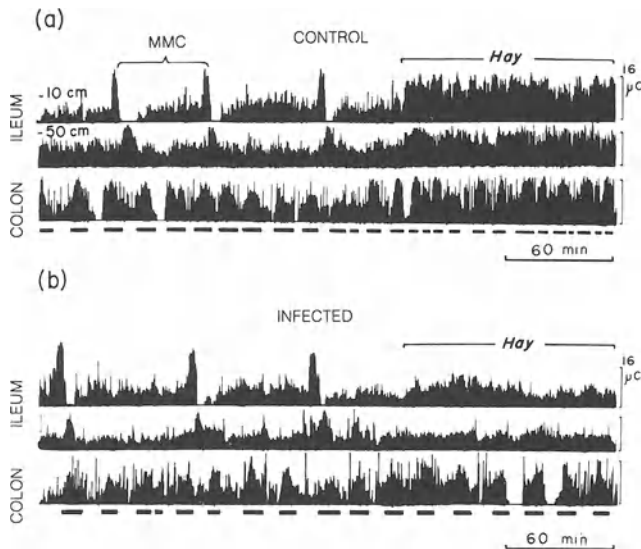 (a)
MMC
CONTROL
Hay
16
μC
-10 cm
-50 cm
ILEUM
COLON
60 min
(b)
INFECTED
Hay
16
μC
ILEUM
COLON
60 min